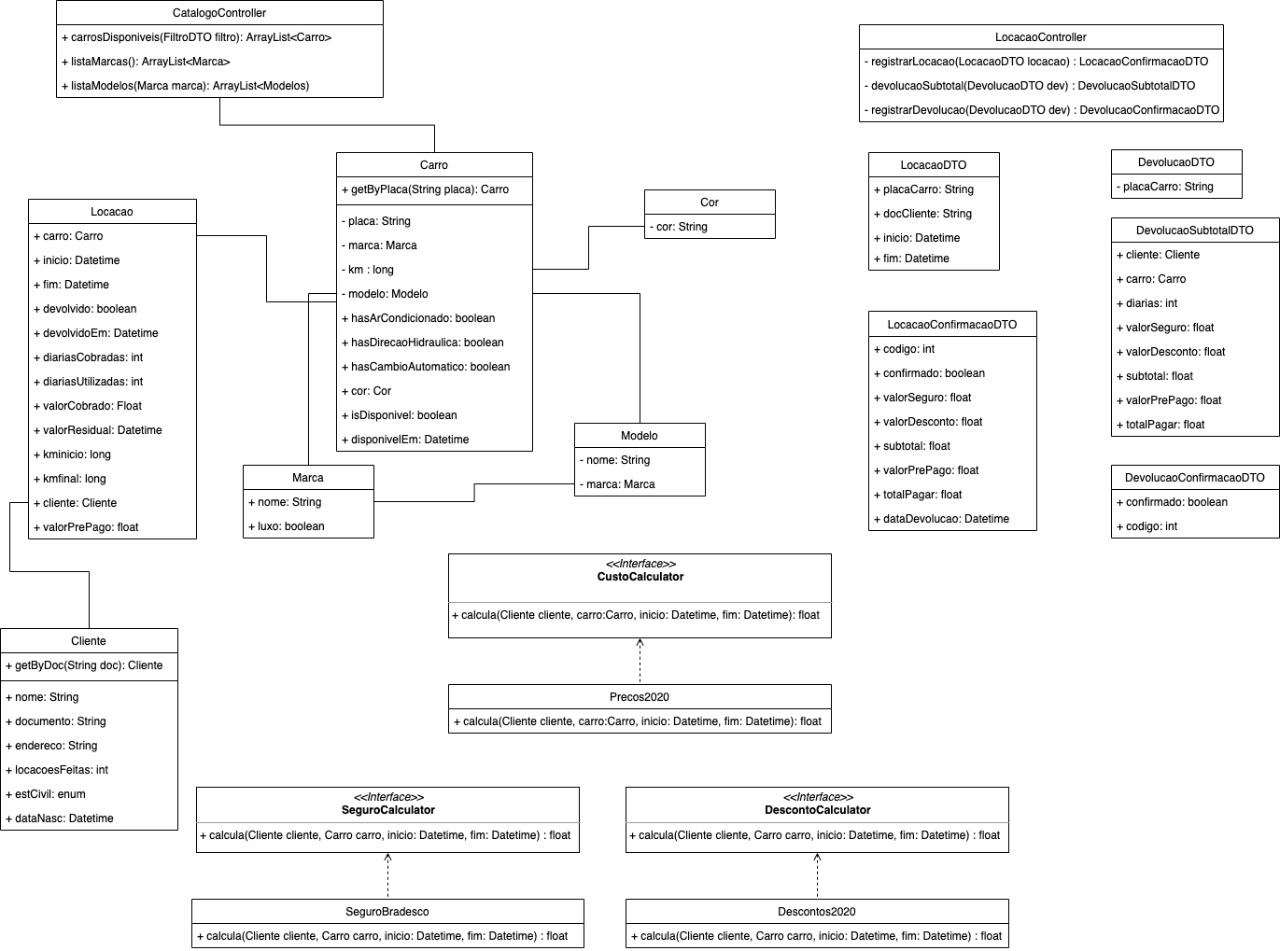 CatalogoController
+ carrosDisponiveis(FiltroDTO filtro): ArrayList<Carro>
+ listaMarcas(): ArrayList<Marca>
+ listaModelos(Marca marca): ArrayList<Modelos)
LocacaoController
- registrarLocacao(LocacaoDTO locacao) : LocacaoConfirmacaoDTO
- devolucaoSubtotal(DevolucaoDTO dev) : DevolucaoSubtotalDTO
- registrarDevolucao(DevolucaoDTO dev) : DevolucaoConfirmacaoDTO
Carro
+ getByPlaca(String placa): Carro
- placa: String
- marca: Marca
- km : long
- modelo: Modelo
+ hasArCondicionado: boolean
+ hasDirecaoHidraulica: boolean
+ hasCambioAutomatico: boolean
+ cor: Cor
+ isDisponivel: boolean
+ disponivelEm: Datetime
Cor
- cor: String
LocacaoDTO
+ placaCarro: String
+ docCliente: String
+ inicio: Datetime
+ fim: Datetime
DevolucaoDTO
- placaCarro: String
Locacao
+ carro: Carro
+ inicio: Datetime
+ fim: Datetime
+ devolvido: boolean
+ devolvidoEm: Datetime
+ diariasCobradas: int
+ diariasUtilizadas: int
+ valorCobrado: Float
+ valorResidual: Datetime
+ kminicio: long
+ kmfinal: long
+ cliente: Cliente
+ valorPrePago: float
DevolucaoSubtotalDTO
+ cliente: Cliente
+ carro: Carro
+ diarias: int
+ valorSeguro: float
+ valorDesconto: float
+ subtotal: float
+ valorPrePago: float
+ totalPagar: float
LocacaoConfirmacaoDTO
+ codigo: int
+ confirmado: boolean
+ valorSeguro: float
+ valorDesconto: float
+ subtotal: float
+ valorPrePago: float
+ totalPagar: float
+ dataDevolucao: Datetime
Modelo
- nome: String
- marca: Marca
Marca
+ nome: String
+ luxo: boolean
DevolucaoConfirmacaoDTO
+ confirmado: boolean
+ codigo: int
<<Interface>>
CustoCalculator
+ calcula(Cliente cliente, carro:Carro, inicio: Datetime, fim: Datetime): float
Cliente
+ getByDoc(String doc): Cliente
+ nome: String
+ documento: String
+ endereco: String
+ locacoesFeitas: int
+ estCivil: enum
+ dataNasc: Datetime
Precos2020
+ calcula(Cliente cliente, carro:Carro, inicio: Datetime, fim: Datetime): float
<<Interface>>
SeguroCalculator
+ calcula(Cliente cliente, Carro carro, inicio: Datetime, fim: Datetime) : float
<<Interface>>
DescontoCalculator
+ calcula(Cliente cliente, Carro carro, inicio: Datetime, fim: Datetime) : float
SeguroBradesco
+ calcula(Cliente cliente, Carro carro, inicio: Datetime, fim: Datetime) : float
Descontos2020
+ calcula(Cliente cliente, Carro carro, inicio: Datetime, fim: Datetime) : float